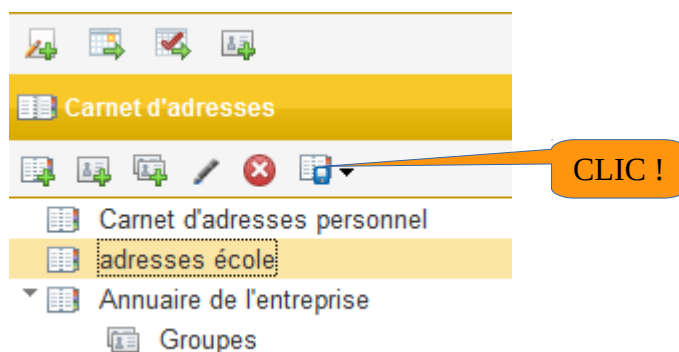 Carnet d'adresses
CLIC !
Carnet d'adresses personnel
adresses école
Annuaire de l'entreprise
Groupes